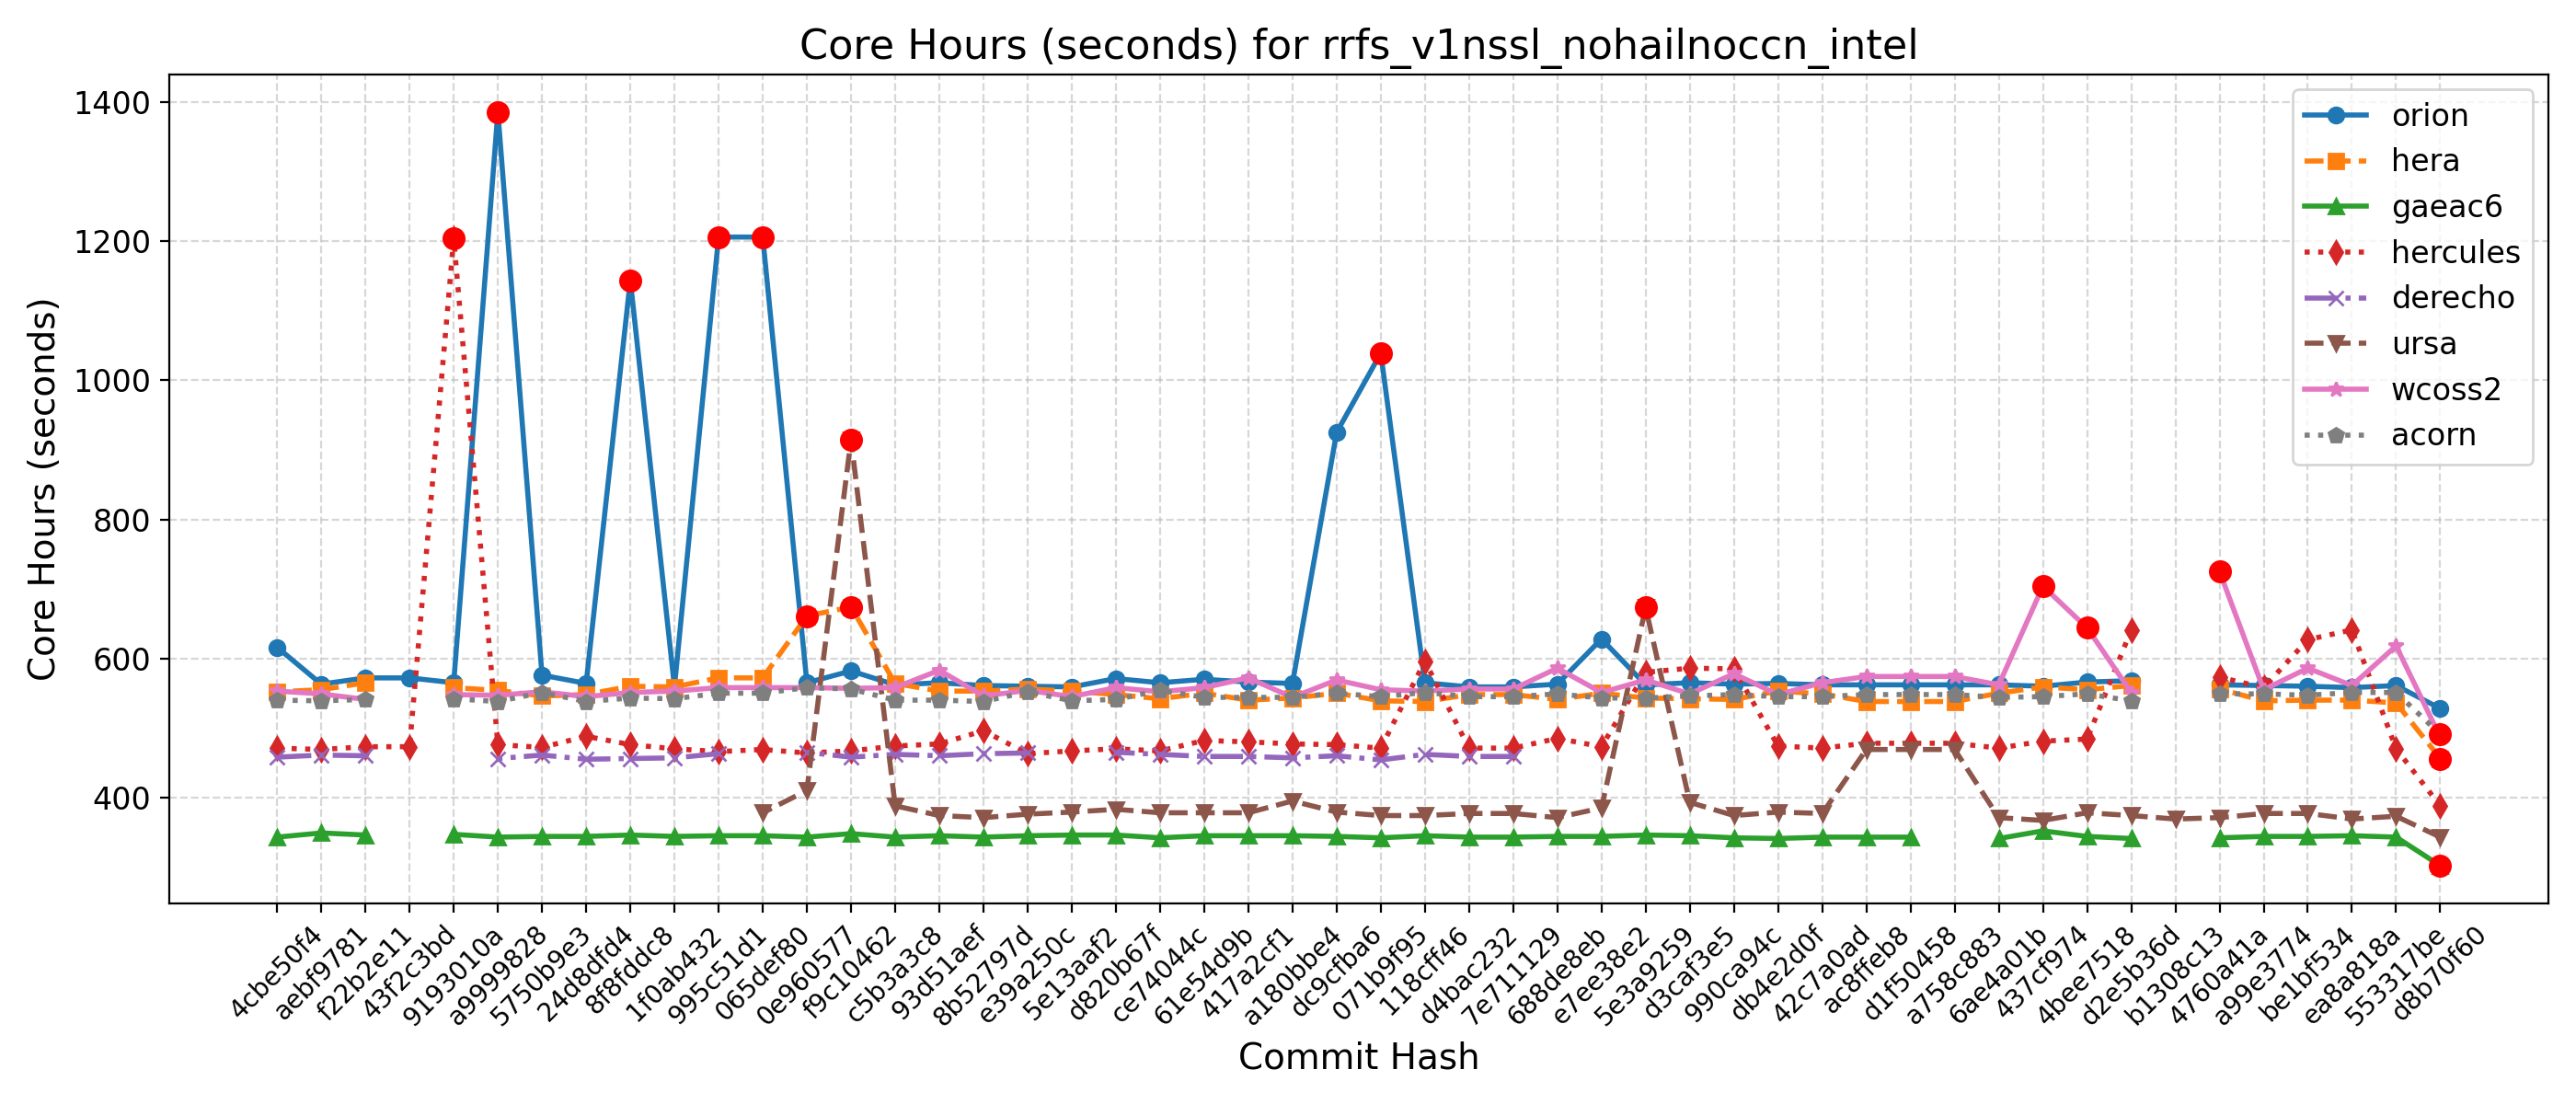 Core Hours (seconds) for rrfs_v1nssl_nohailnoccn_intel
Core Hours (seconds)
1400
1200
1000
800
600
400
orion
hera
gaeac6
hercules
derecho
ursa
wcoss2
acorn
4cbe50f4
aebf9781
f22b2e11
43f2c3bd
9193010a
a9999828
5750b9e3
24d8dfd4
8f8fddc8
1f0ab432
995c51d1
065def80
0e960577
f9c10462
c5b3a3c8
93d51aef
8b52797d
e39a250c
5e13aaf2
d820b67f
ce74044c
61e54d9b
417a2cf1
a180bbe4
dc9cfba6
071b9f95
118cff46
d4bac232
7e711129
688de8eb
e7ee38e2
5e3a9259
d3caf3e5
990ca94c
db4e2d0f
42c7a0ad
ac8ffeb8
d1f50458
a758c883
6ae4a01b
437cf974
4bee7518
d2e5b36d
b1308c13
4760a41a
a99e3774
be1bf534
ea8a818a
553317be
d8b70f60
Commit Hash